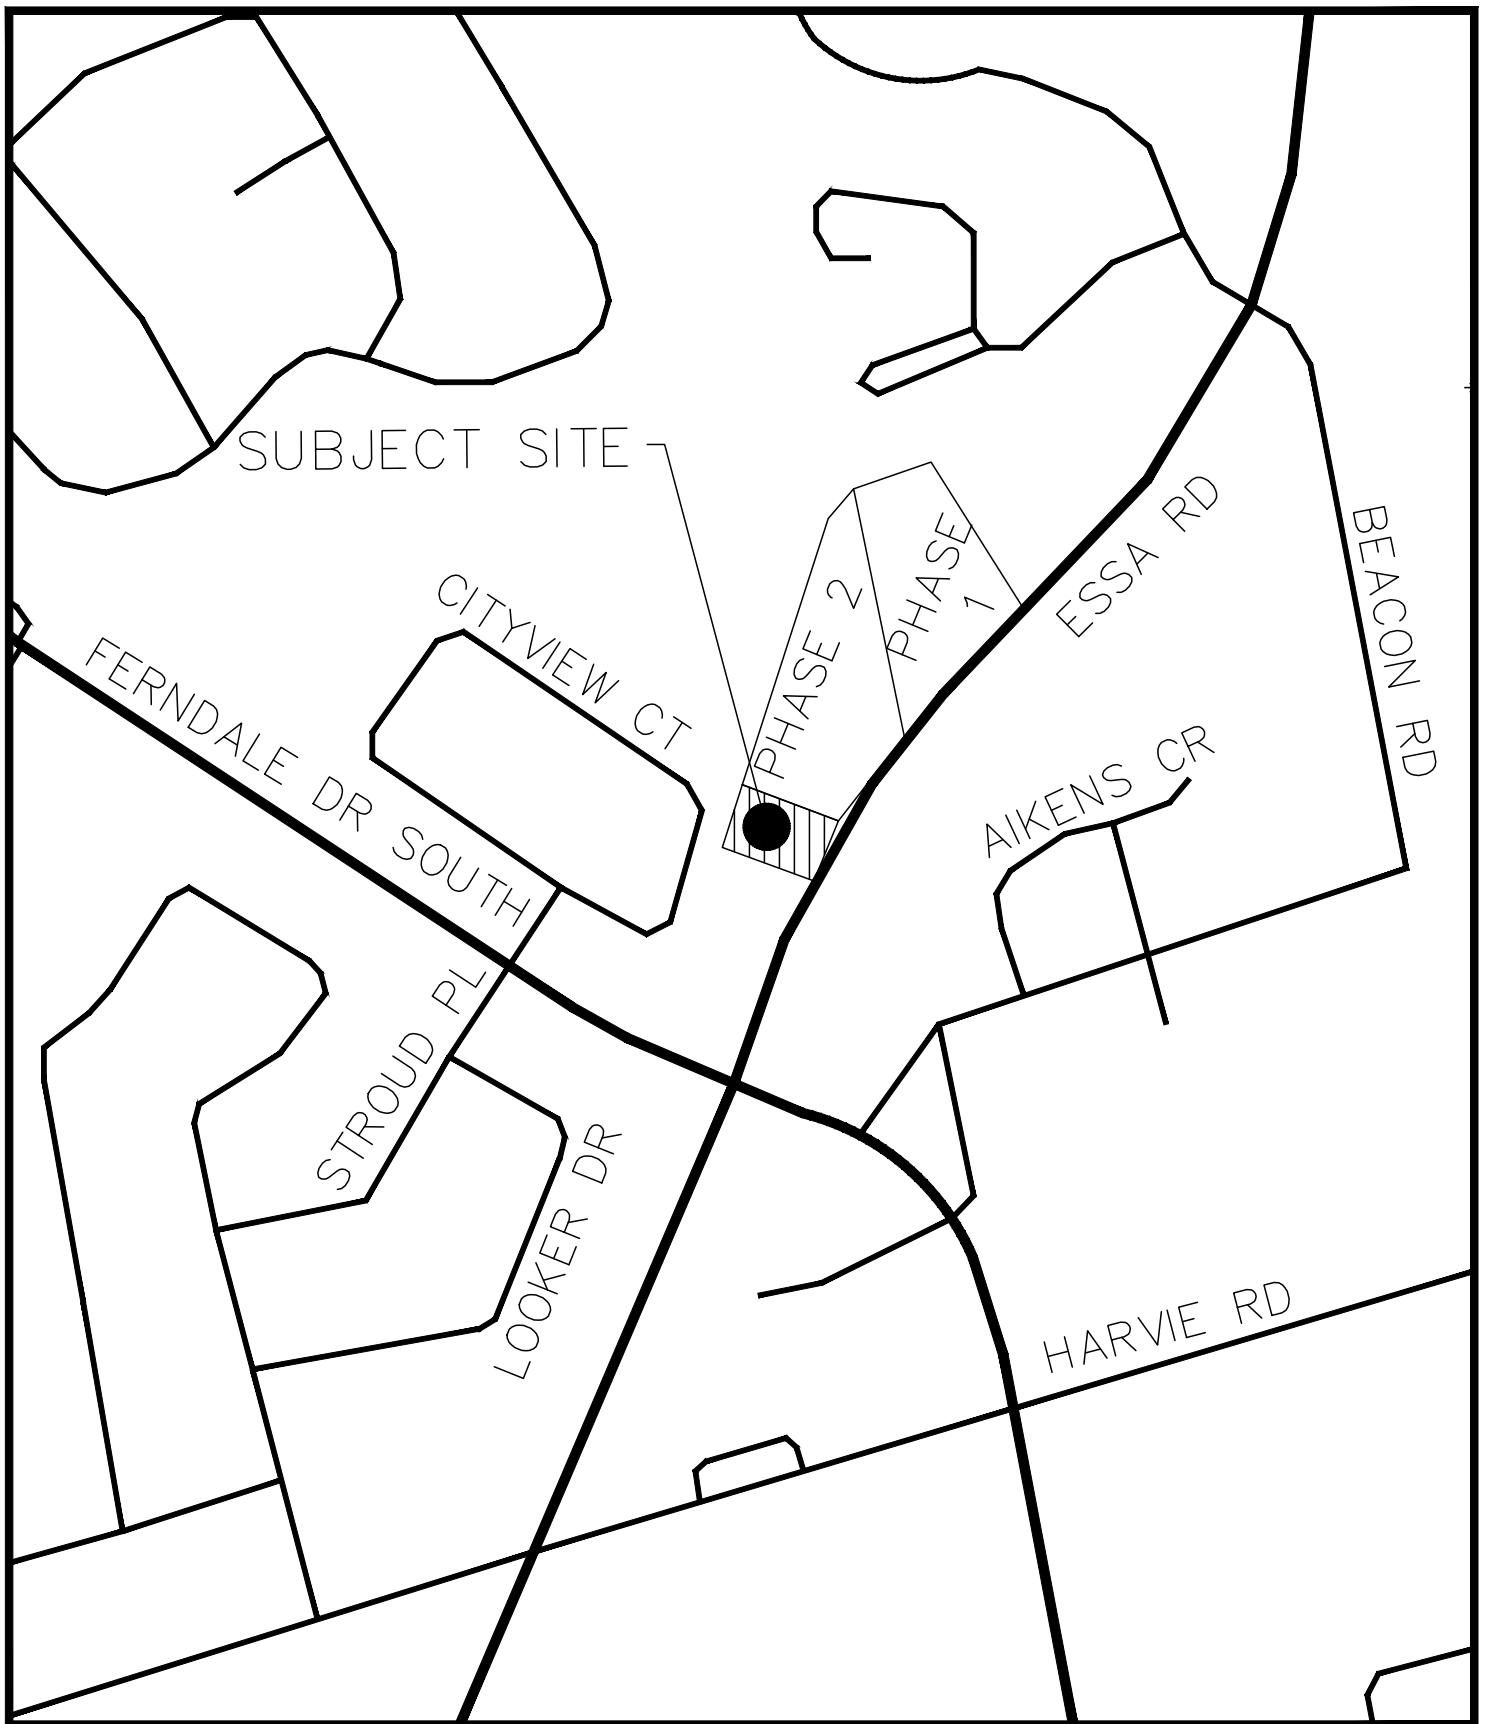 SUBJECT SITE
ESSA RD
BEACON RD
PHASE
1
PHASE 2
CITYVIEW CT
FERNDALE DR SOUTH
AIKENS CR
STROUD PL
LOOKER DR
HARVIE RD